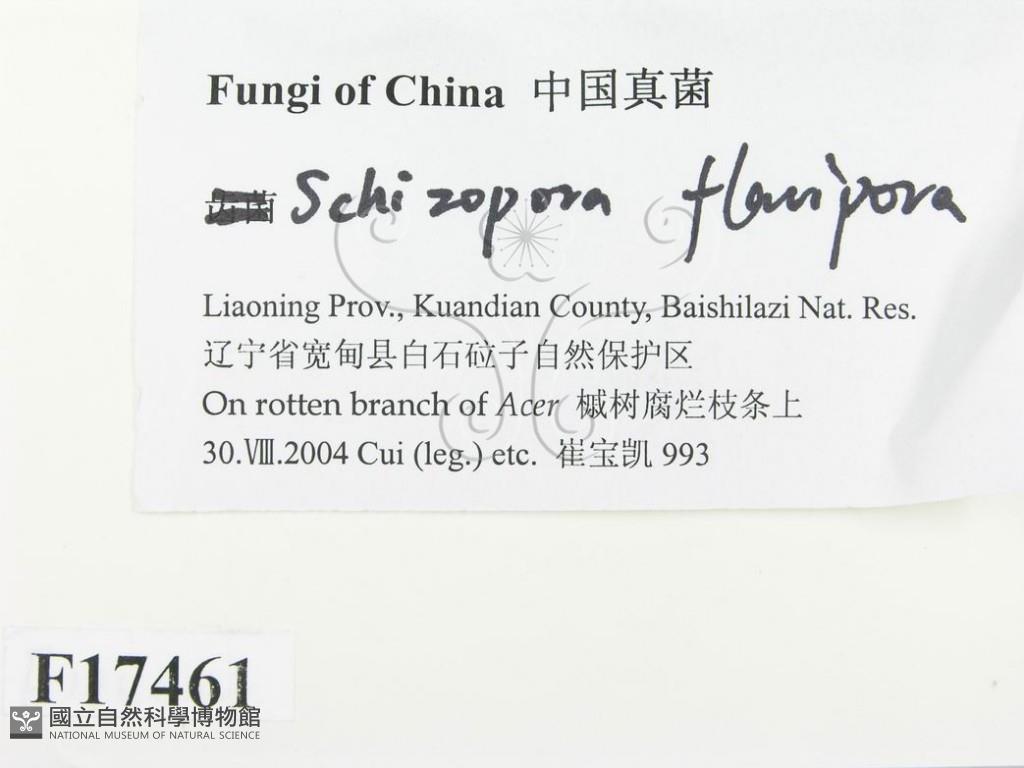 Fungi of China 中国真菌
齿菌 Schizopora flavipora
Liaoning Prov., Kuandian County, Baishilazi Nat. Res.
辽宁省宽甸县白石砬子自然保护区
On rotten branch of Acer 槭树腐烂枝条上
30.Ⅷ.2004 Cui (leg.) etc. 崔宝凯 993
F17461
國立自然科學博物館
NATIONAL MUSEUM OF NATURAL SCIENCE